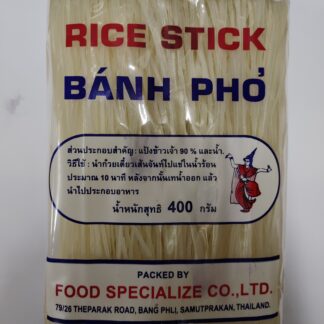 RICE STICK
BÁNH PHỞ
ส่วนประกอบสำคัญ : แป้งข้าวเจ้า 90 % และน้ำ.
วิธีใช้ : นำก๋วยเตี๋ยวเส้นจันท์ไปแช่ในน้ำร้อน
ประมาณ 10 นาที หลังจากนั้นเทน้ำออก แล้ว
นำไปประกอบอาหาร
น้ำหนักสุทธิ 400 กรัม
PACKED BY
FOOD SPECIALIZE CO.,LTD.
79/26 THEPARAK ROAD, BANG PHLI, SAMUTPRAKAN, THAILAND.